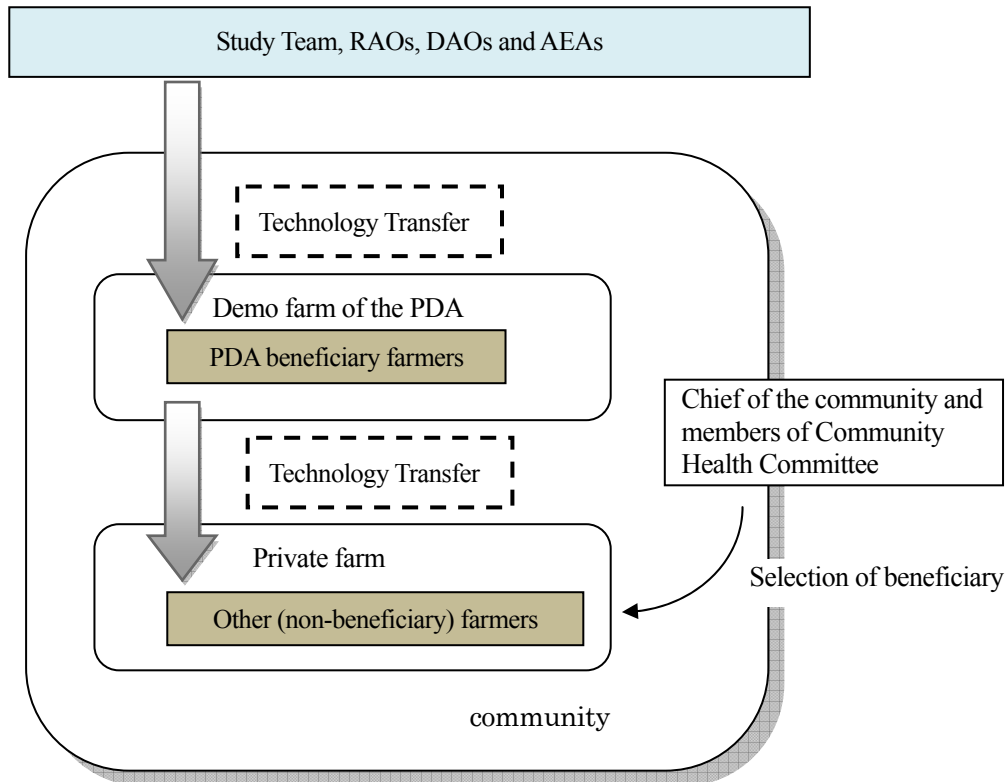 Study Team, RAOs, DAOs and AEAs
Technology Transfer
Demo farm of the PDA
PDA beneficiary farmers
Chief of the community and
members of Community
Health Committee
Technology Transfer
Private farm
Selection of beneficiary
Other (non-beneficiary) farmers
community